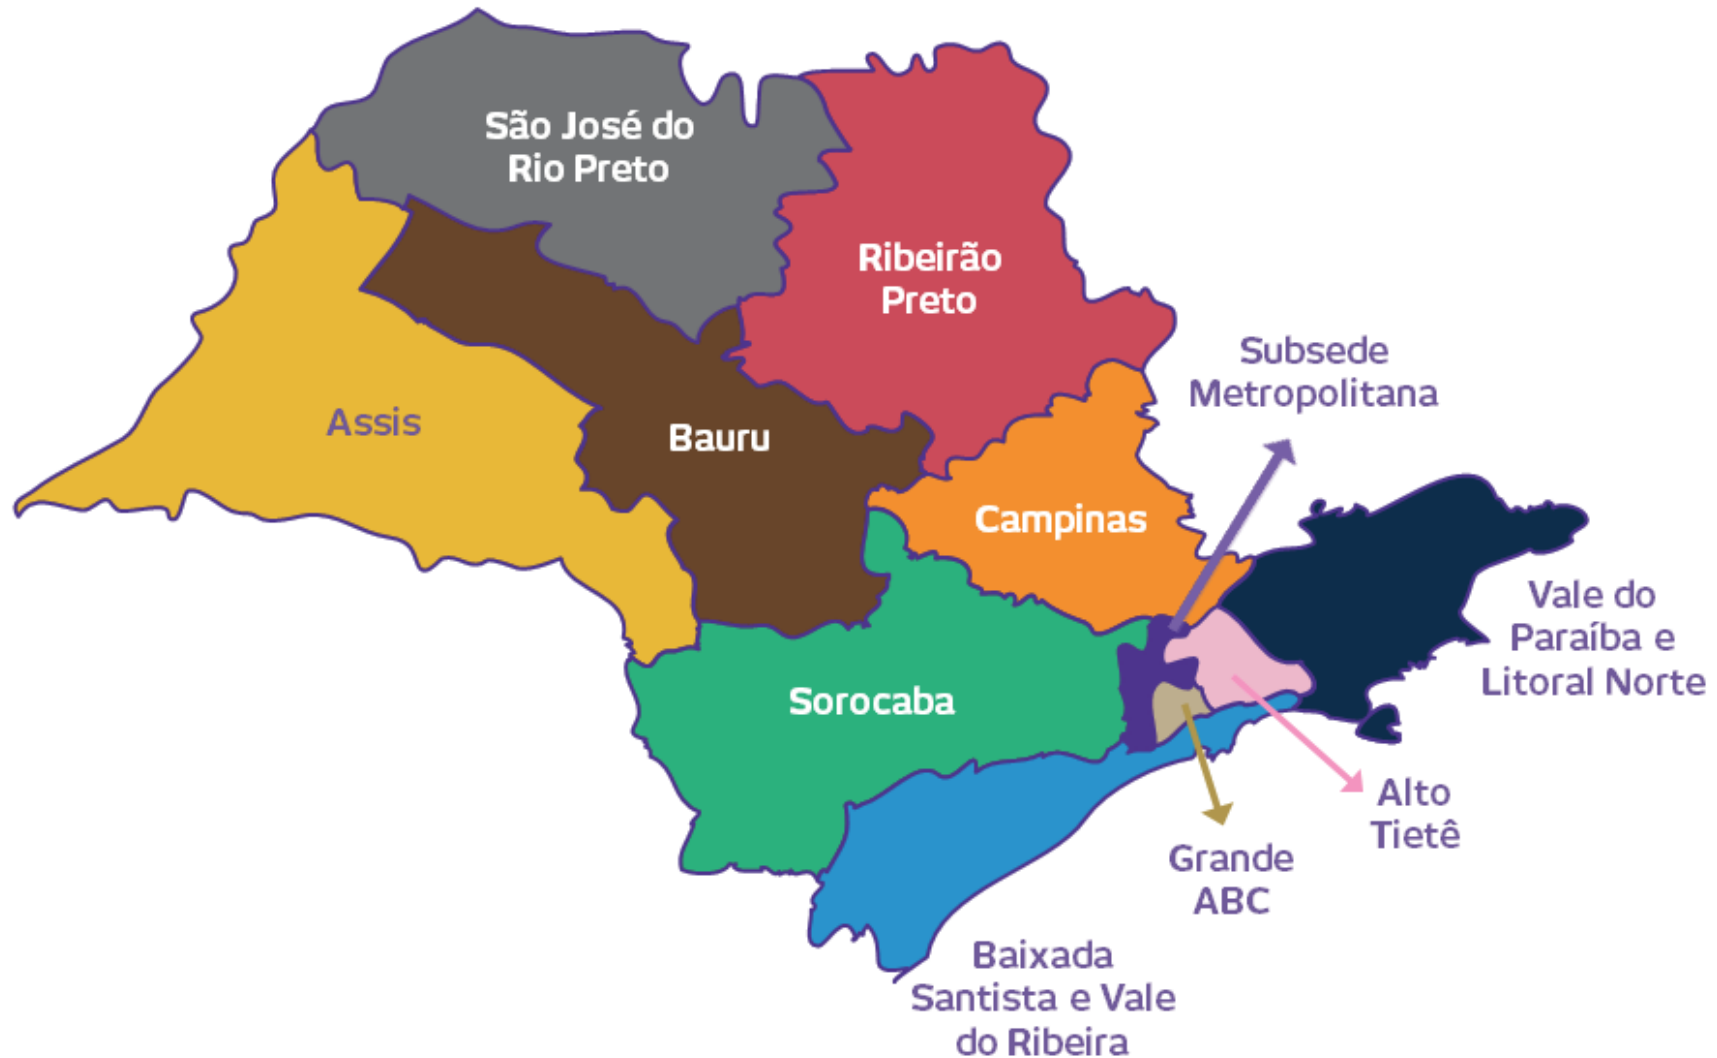 São José do
Rio Preto
Ribeirão
Preto
Subsede
Metropolitana
Assis
Bauru
Campinas
Vale do
Paraíba e
Litoral Norte
Sorocaba
Alto
Tietê
Grande
ABC
Baixada
Santista e Vale
do Ribeira